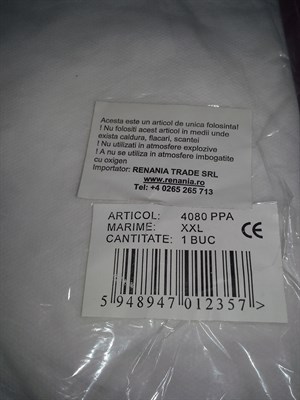 Acesta este un articol de unica folosinta!
! Nu folositi acest articol in medii unde
exista caldura, flacari, scantei
! Nu utilizati in atmosfere explozive
! A nu se utiliza in atmosfere imbogatite
cu oxigen
Importator: RENANIA TRADE SRL
www.renania.ro
Tel: +4 0265 265 713
ARTICOL: 4080 PPA
MARIME: XXL
CANTITATE: 1 BUC
CE
5 948947 012357 >